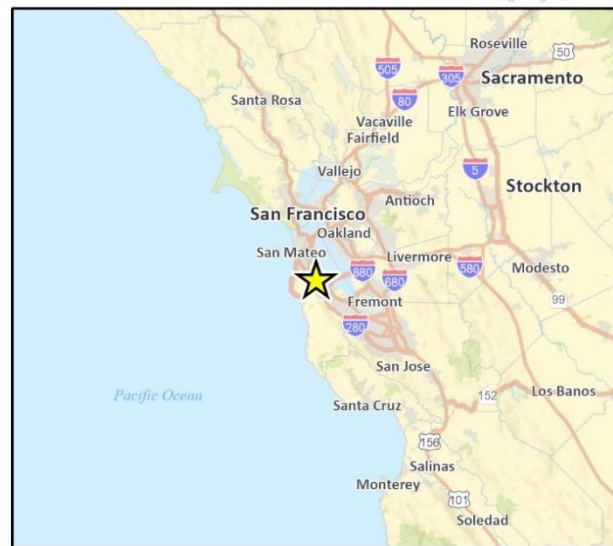 Roseville
50
505
305
Sacramento
Santa Rosa
80
Elk Grove
Vacaville
Fairfield
Vallejo
5
Stockton
Antioch
San Francisco
Oakland
San Mateo
Livermore
880
680
580
Modesto
Fremont
99
280
San Jose
Pacific Ocean
Santa Cruz
152
Los Banos
156
Salinas
Monterey
101
Soledad